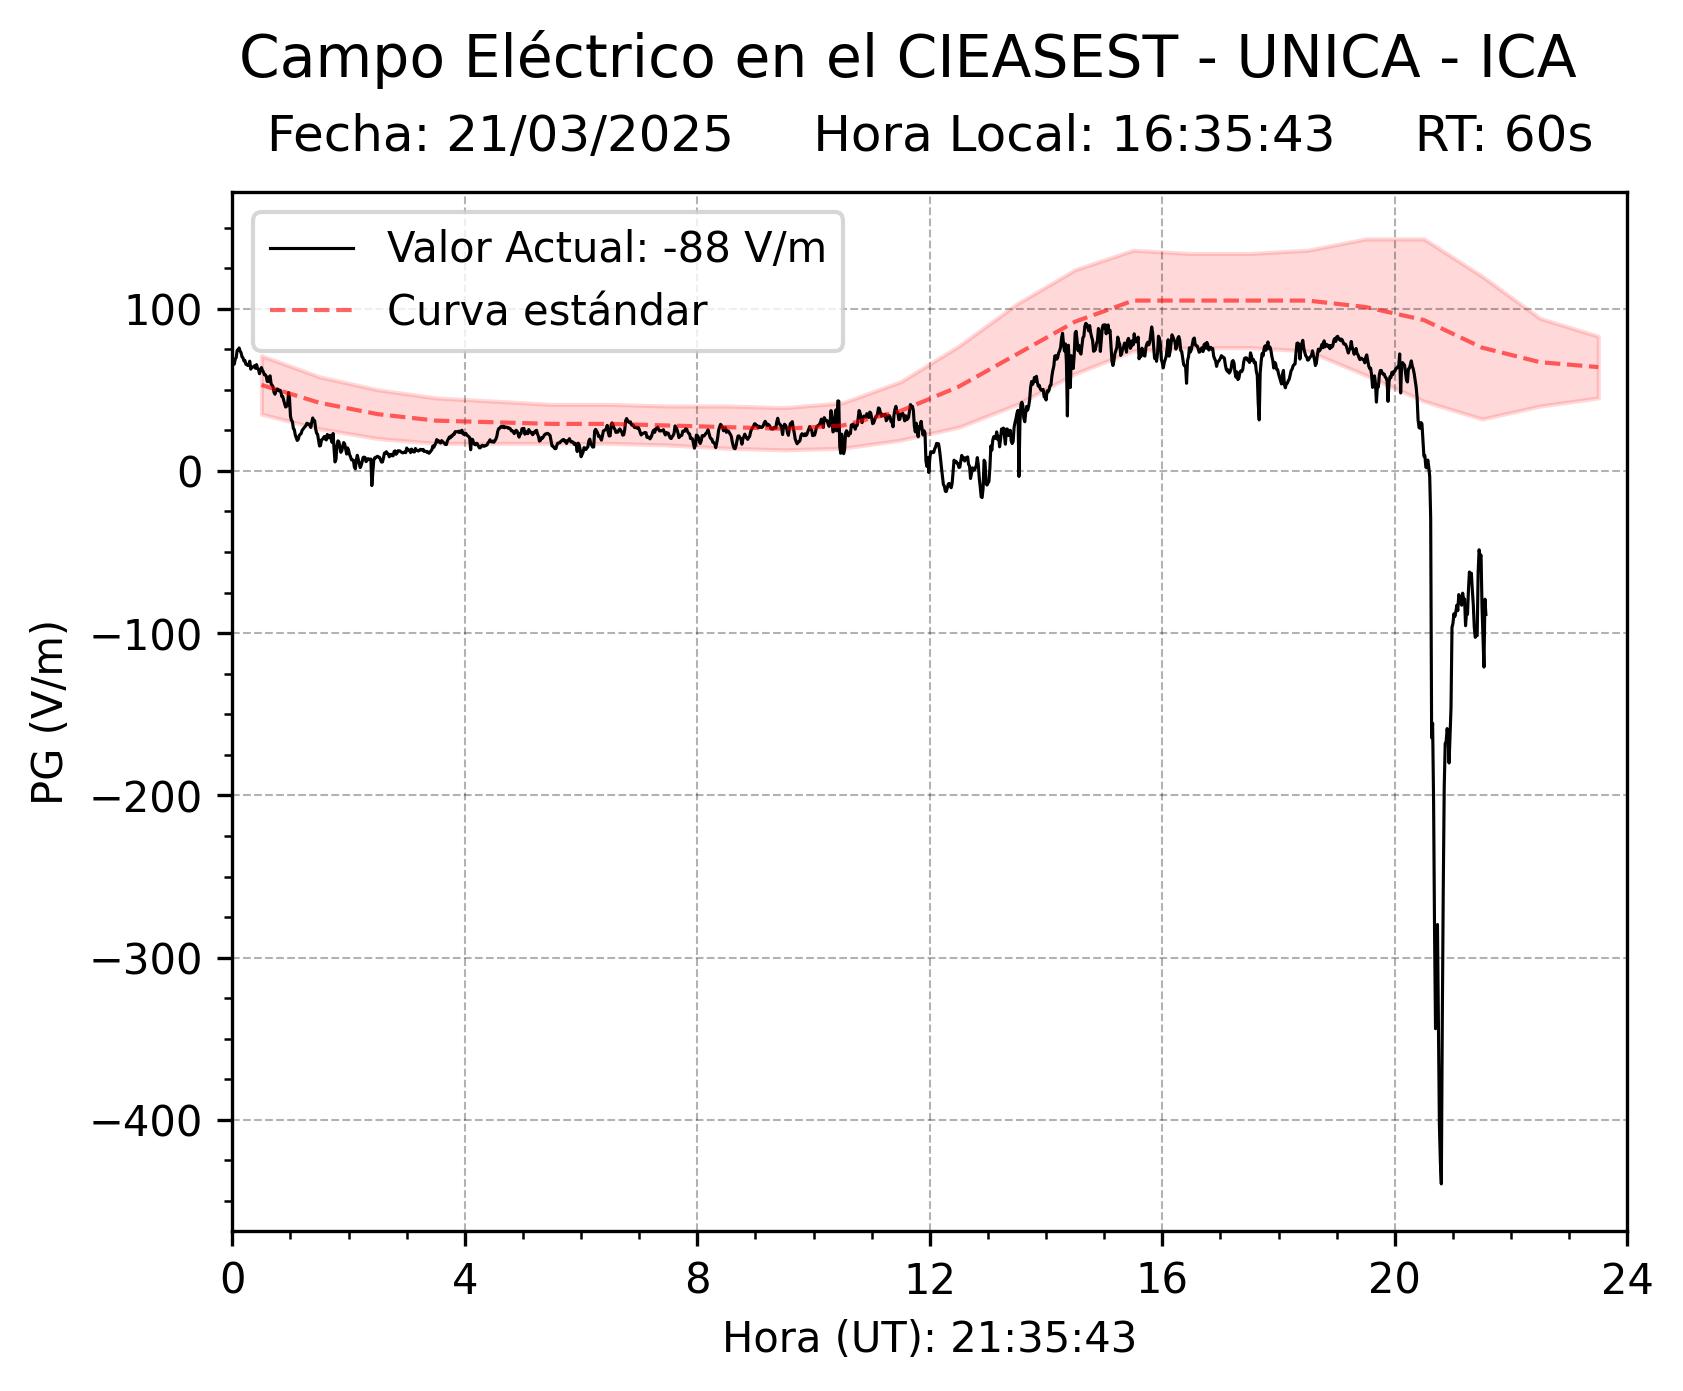 Campo Eléctrico en el CIEASEST - UNICA - ICA
Fecha: 21/03/2025 Hora Local: 16:35:43 RT: 60s
Valor Actual: -88 V/m
Curva estándar
PG (V/m)
100
0
−100
−200
−300
−400
0 4 8 12 16 20 24
Hora (UT): 21:35:43